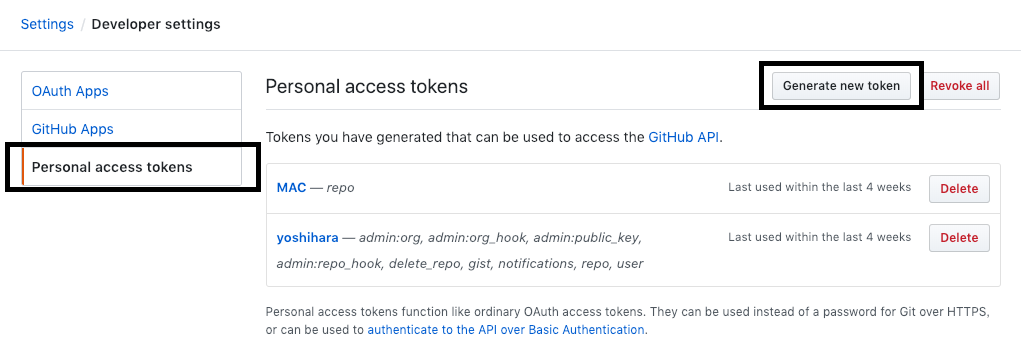 Settings / Developer settings
OAuth Apps
GitHub Apps
Personal access tokens
Personal access tokens
Generate new token
Revoke all
Tokens you have generated that can be used to access the GitHub API.
MAC — repo
Last used within the last 4 weeks
Delete
yoshihara — admin:org, admin:org_hook, admin:public_key,
admin:repo_hook, delete_repo, gist, notifications, repo, user
Last used within the last 4 weeks
Delete
Personal access tokens function like ordinary OAuth access tokens. They can be used instead of a password for Git over HTTPS,
or can be used to authenticate to the API over Basic Authentication.